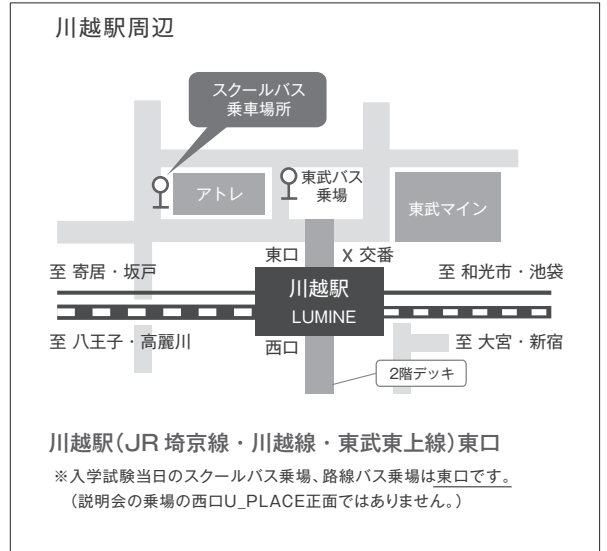 川越駅周辺
スクールバス
乗車場所
アトレ
東武バス
乗場
東武マイン
東口
X 交番
至 寄居・坂戸
川越駅
LUMINE
至 和光市・池袋
至 八王子・高麗川
西口
至 大宮・新宿
2階デッキ
川越駅(JR 埼京線・川越線・東武東上線)東口
※入学試験当日のスクールバス乗場、路線バス乗場は東口です。
(説明会の乗場の西口U_PLACE正面ではありません。)